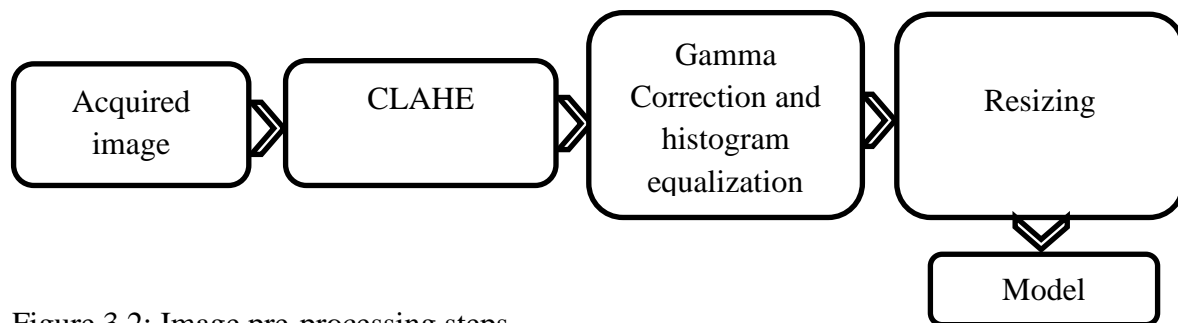 Acquired
image
CLAHE
Gamma
Correction and
histogram
equalization
Resizing
Model
Figure 3.2: Image pre-processing steps